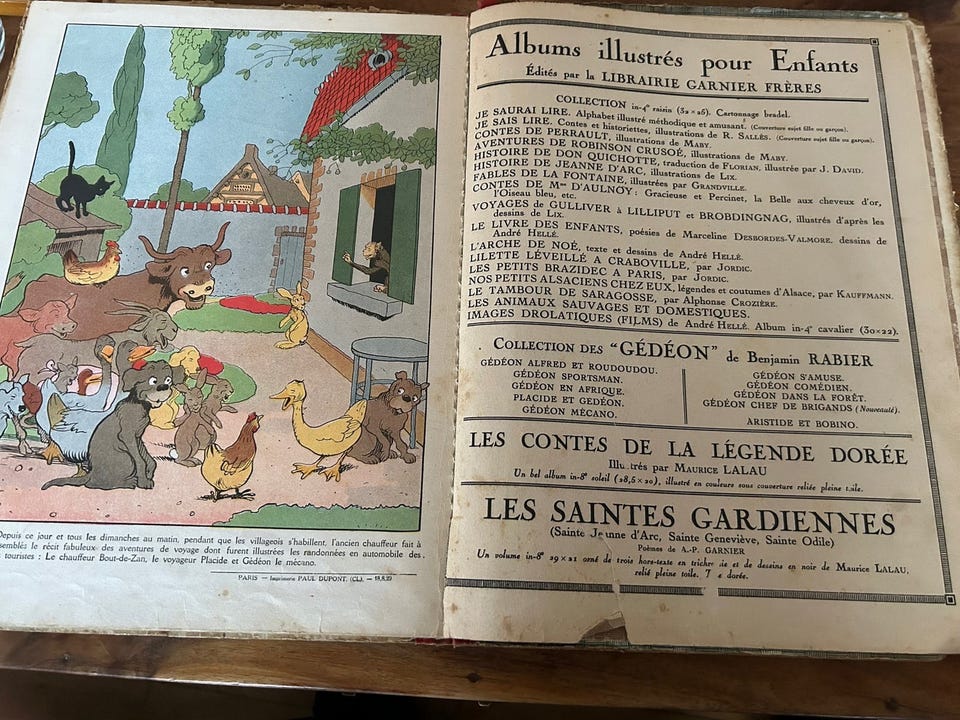 Depuis ce jour et tous les dimanches au matin, pendant que les villageois s'habillent, l'ancien chauffeur fait à
le récit fabuleux des aventures de voyage dont furent illustrées les randonnées en automobile des
touristes : Le chauffeur Bout-de-Zan, le voyageur Placide et Gédéon le mécano.
PARIS — Imprimerie PAUL DUPONT. (CL). — 18.8.27
Albums illustrés pour Enfants
Édités par la LIBRAIRIE GARNIER FRÈRES
COLLECTION in-4º raisin (32×26). Cartonnage bradel.
JE SAURAI LIRE. Alphabet illustré méthodique et amusant. (Couverture sujet fille ou garçon).
JE SAIS LIRE. Contes et historiettes, illustrations de R. SALLÈS. (Couverture sujet fille ou garçon).
CONTES DE PERRAULT, illustrations de MABY.
AVENTURES DE ROBINSON CRUSOÉ, illustrations de MABY.
HISTOIRE DE DON QUICHOTTE, traduction de FLORIAN, illustrée par J. DAVID.
HISTOIRE DE JEANNE D'ARC, illustrations de LIX.
FABLES DE LA FONTAINE, illustrées par GRANDVILLE.
CONTES DE Mme D'AULNOY : Gracieuse et Percinet, la Belle aux cheveux d'or,
l'Oiseau bleu, etc.
VOYAGES de GULLIVER à LILLIPUT et BROBDINGNAG, illustrés d'après les
dessins de LIX.
LE LIVRE DES ENFANTS, poésies de Marceline DESBORDES-VALMORE, dessins de
André HELLÉ.
L'ARCHE DE NOÉ, texte et dessins de André HELLÉ.
LILETTE LÉVEILLÉ A CRABOVILLE, par JORDIC.
LES PETITS BRAZIDEC A PARIS, par JORDIC.
NOS PETITS ALSACIENS CHEZ EUX, légendes et coutumes d'Alsace, par KAUFFMANN.
LE TAMBOUR DE SARAGOSSE, par Alphonse CROZIÈRE.
LES ANIMAUX SAUVAGES ET DOMESTIQUES.
IMAGES DROLATIQUES (FILMS) de André HELLÉ. Album in-4º cavalier (30×22).
COLLECTION DES "GÉDÉON" de Benjamin RABIER
GÉDÉON ALFRED ET ROUDOUDOU.
GÉDÉON SPORTSMAN.
GÉDÉON EN AFRIQUE.
PLACIDE ET GÉDÉON.
GÉDÉON MÉCANO.
GÉDÉON S'AMUSE.
GÉDÉON COMÉDIEN.
GÉDÉON DANS LA FORÊT.
GÉDÉON CHEF DE BRIGANDS (Nouveauté).
ARISTIDE ET BOBINO.
LES CONTES DE LA LÉGENDE DORÉE
Illustrés par MAURICE LALAU
Un bel album in-8º soleil (28,5×20), illustré en couleurs sous couverture reliée pleine toile.
LES SAINTES GARDIENNES
(Sainte Jeanne d'Arc, Sainte Geneviève, Sainte Odile)
Poèmes de A.-P. GARNIER
Un volume in-8º 29×21 orné de trois hors-texte en et de dessins en noir de Maurice LALAU,
relié pleine toile. dorée.